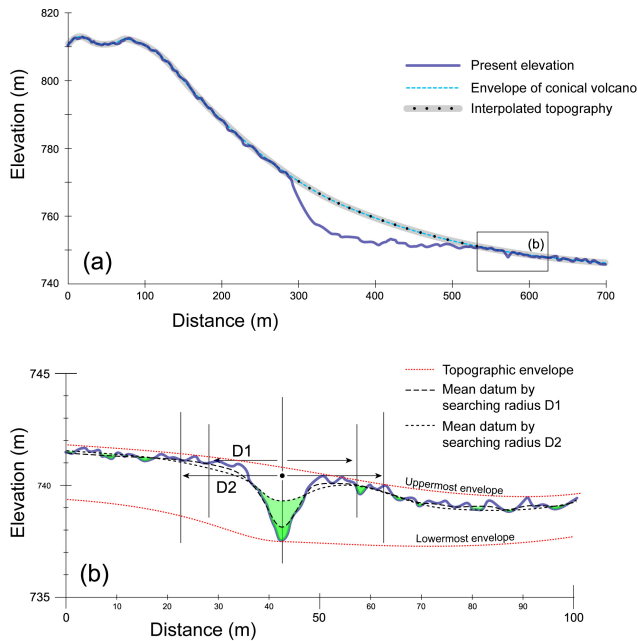 820
800
780
760
740
Elevation (m)
Present elevation
Envelope of conical volcano
Interpolated topography
(b)
(a)
0
100
200
300
400
500
600
700
Distance (m)
745
740
735
Elevation (m)
Topographic envelope
Mean datum by
searching radius D1
Mean datum by
searching radius D2
D1
D2
Uppermost envelope
Lowermost envelope
(b)
0
10
20
30
40
50
60
70
80
90
100
Distance (m)